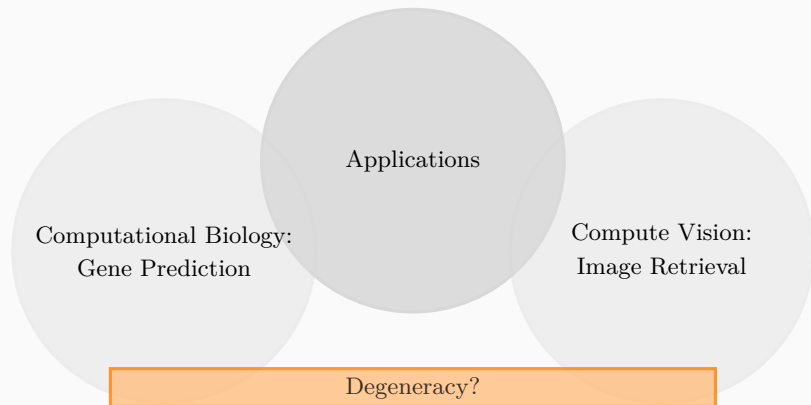 Applications
Computational Biology:
Gene Prediction
Compute Vision:
Image Retrieval
Degeneracy?